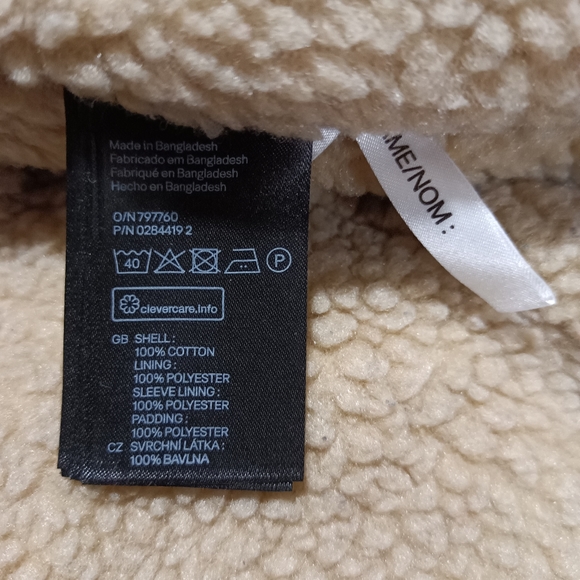 Made in Bangladesh
Fabricado em Bangladesh
Fabriqué en Bangladesh
Hecho en Bangladesh
O/N 797760
P/N 0284419 2
40
P
clevercare.info
GB SHELL :
100% COTTON
LINING :
100% POLYESTER
SLEEVE LINING :
100% POLYESTER
PADDING :
100% POLYESTER
CZ SVRCHNÍ LÁTKA :
100% BAVLNA
AME/NOM :